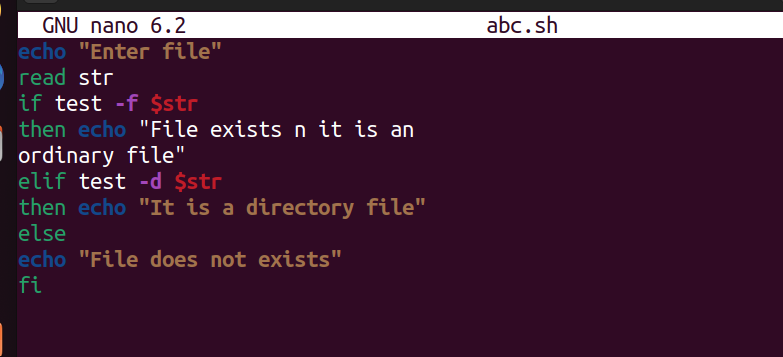 GNU nano 6.2 abc.sh
echo "Enter file"
read str
if test -f $str
then echo "File exists n it is an
ordinary file"
elif test -d $str
then echo "It is a directory file"
else
echo "File does not exists"
fi